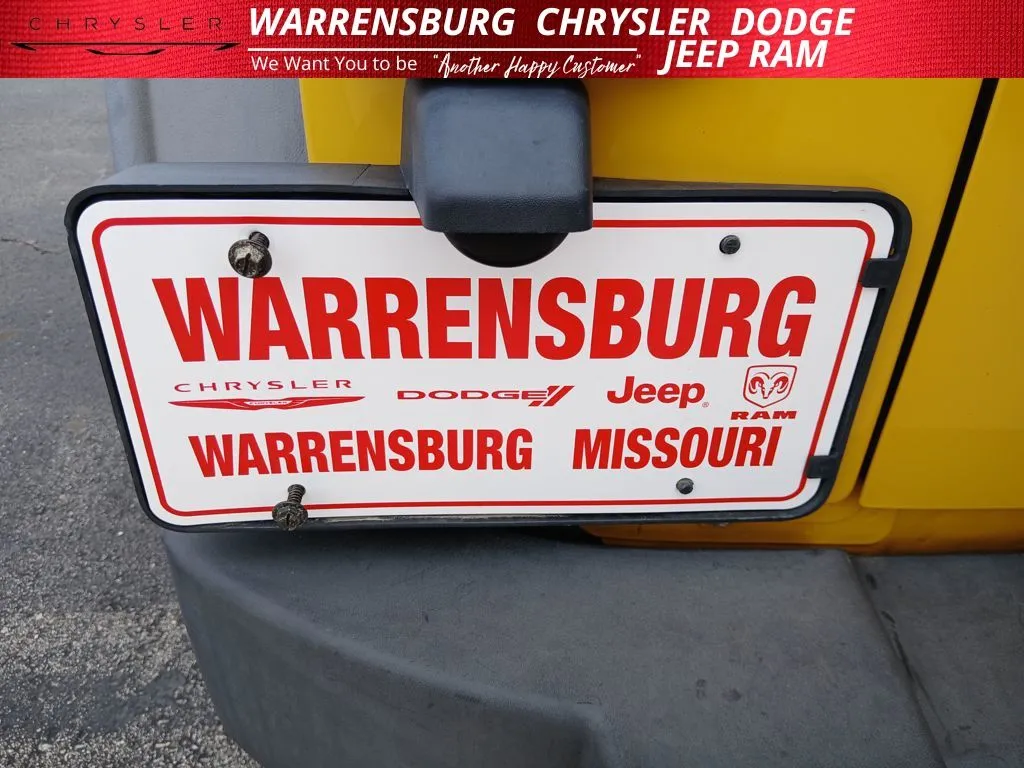 CHRYSLER
WARRENSBURG CHRYSLER DODGE
JEEP RAM
We Want You to be "Another Happy Customer"
WARRENSBURG
CHRYSLER
DODGE
Jeep®
RAM
WARRENSBURG MISSOURI